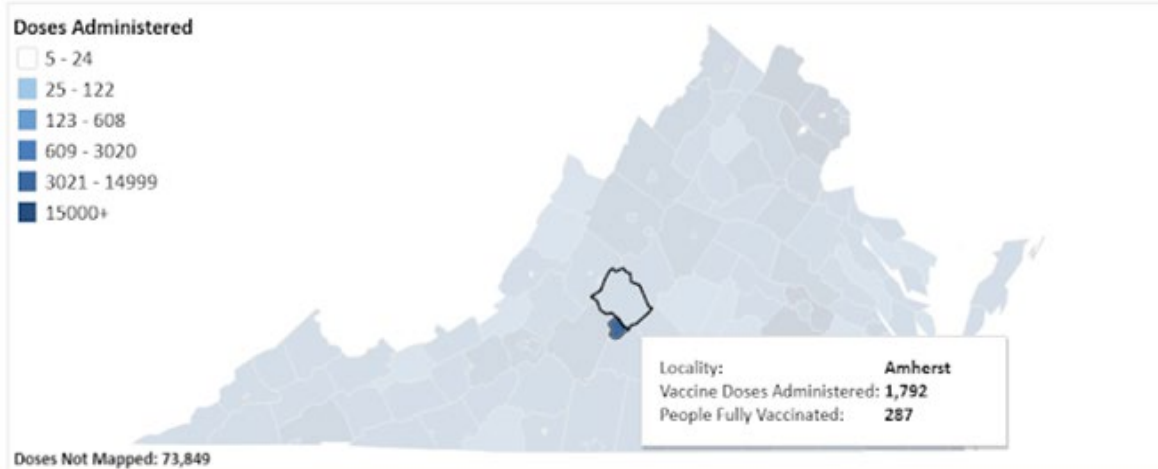 Doses Administered
5 - 24
25 - 122
123 - 608
609 - 3020
3021 - 14999
15000+
Locality: Amherst
Vaccine Doses Administered: 1,792
People Fully Vaccinated: 287
Doses Not Mapped: 73,849